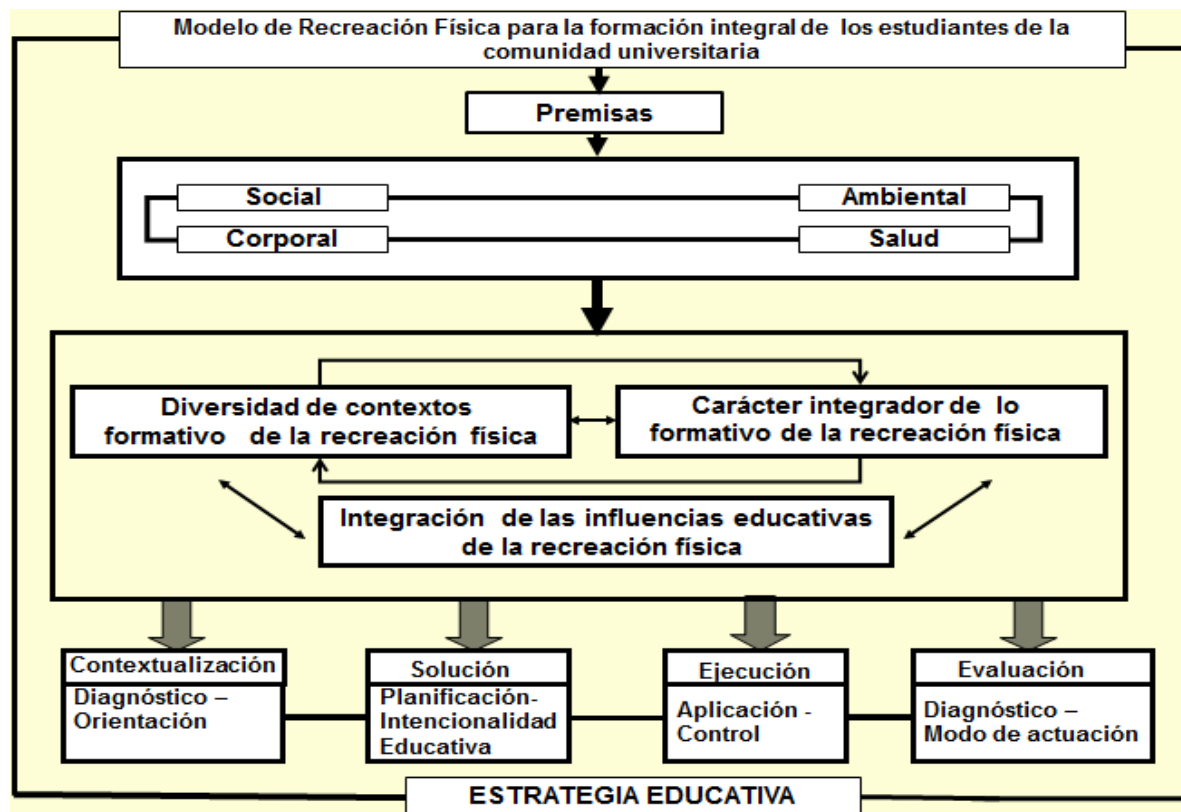 Modelo de Recreación Física para la formación integral de los estudiantes de la
comunidad universitaria
Premisas
Social
Ambiental
Corporal
Salud
Diversidad de contextos
formativo de la recreación física
Carácter integrador de lo
formativo de la recreación física
Integración de las influencias educativas
de la recreación física
Contextualización
Diagnóstico –
Orientación
Solución
Planificación-
Intencionalidad
Educativa
Ejecución
Aplicación -
Control
Evaluación
Diagnóstico –
Modo de actuación
ESTRATEGIA EDUCATIVA